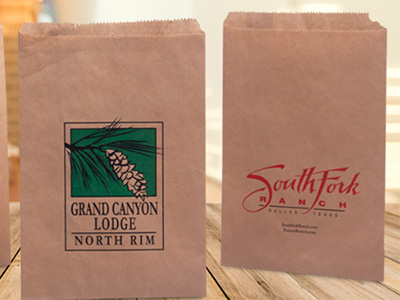 GRAND CANYON
LODGE
NORTH RIM
SouthFork
RANCH
DALLAS, TEXAS